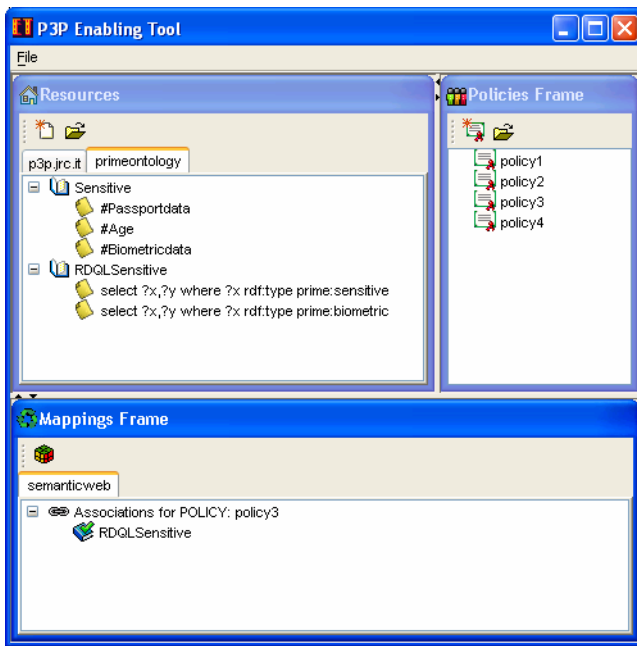 P3P Enabling Tool
File
Resources
p3p.jrc.it primeontology
Sensitive
#Passportdata
#Age
#Biometricdata
RDQLSensitive
select ?x,?y where ?x rdf:type prime:sensitive
select ?x,?y where ?x rdf:type prime:biometric
Policies Frame
policy1
policy2
policy3
policy4
Mappings Frame
semanticweb
Associations for POLICY: policy3
RDQLSensitive